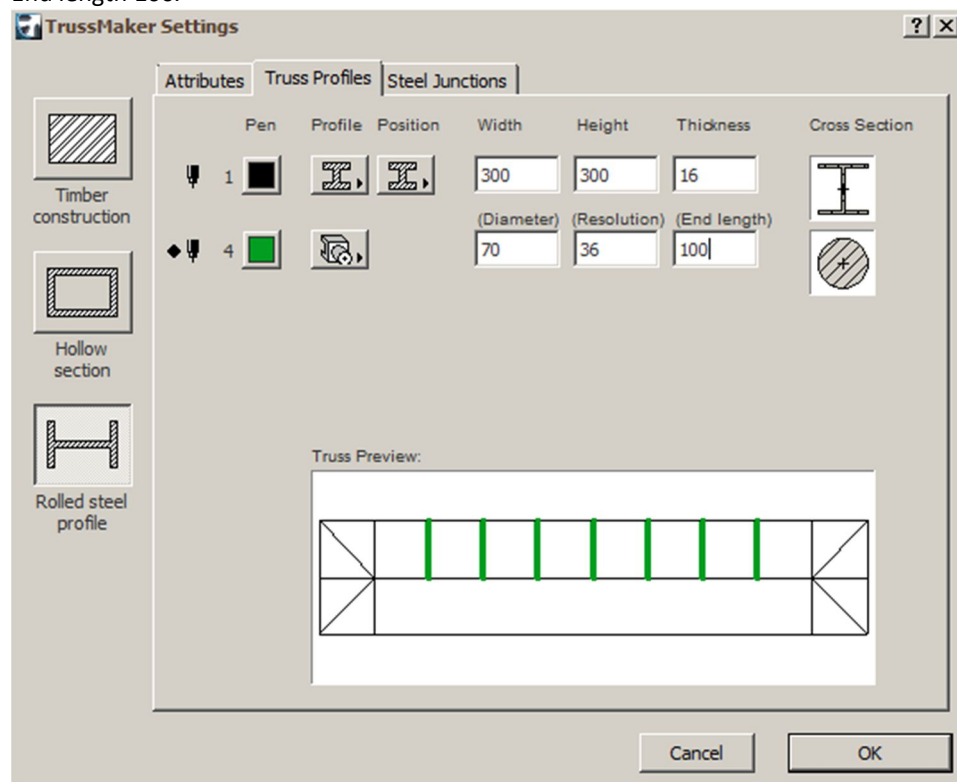 TrussMaker Settings
? X
Attributes Truss Profiles Steel Junctions
Pen Profile Position Width Height Thickness Cross Section
1 300 300 16
(Diameter) (Resolution) (End length)
4 70 36 100
Timber
construction
Hollow
section
Rolled steel
profile
Truss Preview:
Cancel OK